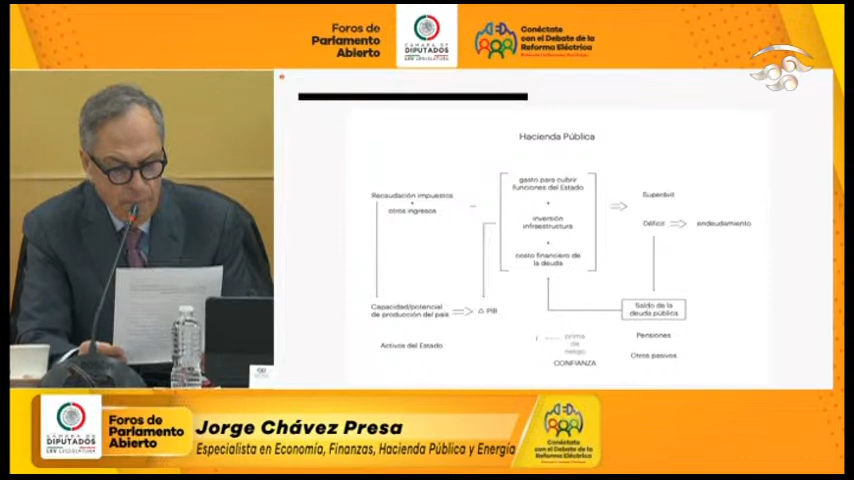 Foros de
Parlamento
Abierto
CÁMARA DE
DIPUTADOS
LXV LEGISLATURA
Conéctate
con el Debate de la
Reforma Eléctrica
Hacienda Pública
Recaudación impuestos
+
otros ingresos
-
gasto para cubrir
funciones del Estado
+
inversión
infraestructura
+
costo financiero de
la deuda
Superávit
Déficit
endeudamiento
Capacidad/potencial
de producción del país
Δ PIB
Saldo de la
deuda pública
Activos del Estado
prima
de
riesgo
CONFIANZA
Pensiones
Otros pasivos
CÁMARA DE
DIPUTADOS
LXV LEGISLATURA
Foros de
Parlamento
Abierto
Jorge Chávez Presa
Especialista en Economía, Finanzas, Hacienda Pública y Energía
Conéctate
con el Debate de la
Reforma Eléctrica